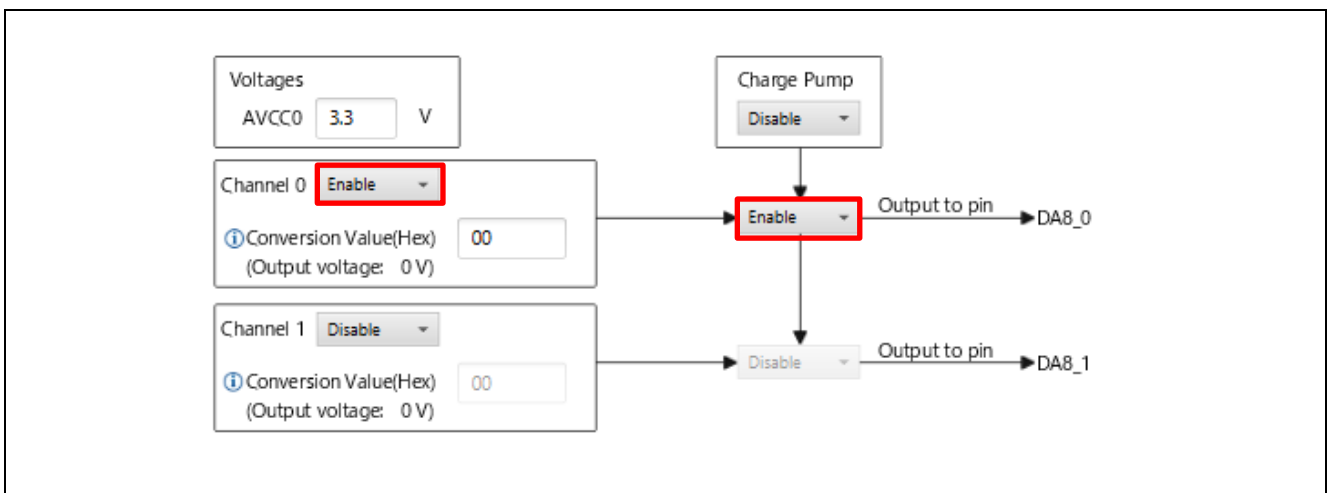 Voltages
AVCC0 3.3 V
Charge Pump
Disable
Channel 0 Enable
Conversion Value(Hex) 00
(Output voltage: 0 V)
Enable
Output to pin
DA8_0
Channel 1 Disable
Conversion Value(Hex) 00
(Output voltage: 0 V)
Disable
Output to pin
DA8_1